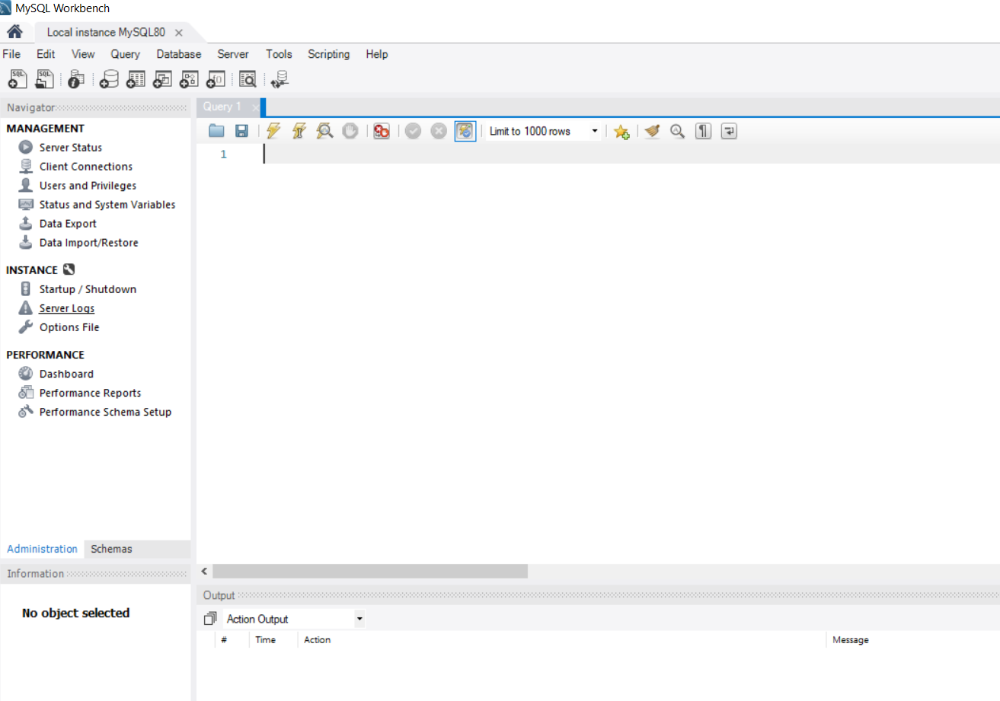 MySQL Workbench
Local instance MySQL80
File Edit View Query Database Server Tools Scripting Help
SQL SQL
Navigator
Query 1
MANAGEMENT
Limit to 1000 rows
Server Status
1
Client Connections
Users and Privileges
Status and System Variables
Data Export
Data Import/Restore
INSTANCE
Startup / Shutdown
Server Logs
Options File
PERFORMANCE
Dashboard
Performance Reports
Performance Schema Setup
Administration Schemas
Information
No object selected
Output
Action Output
# Time Action Message